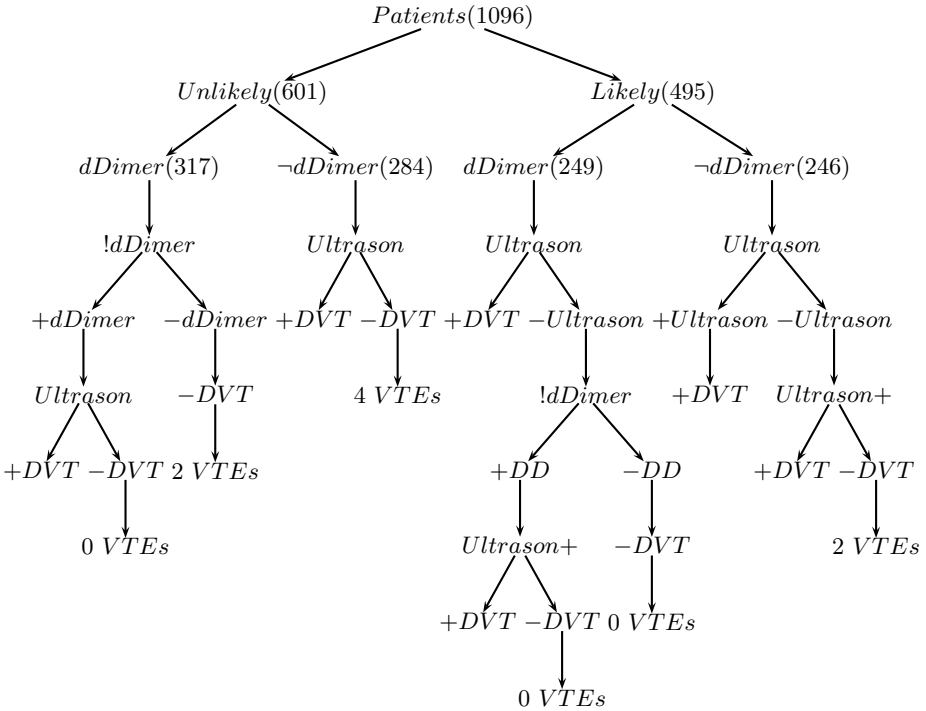 Patients(1096)
Unlikely(601) Likely(495)
dDimer(317) ¬dDimer(284) dDimer(249) ¬dDimer(246)
!dDimer Ultrason Ultrason Ultrason
+dDimer −dDimer +DVT −DVT +DVT −Ultrason +Ultrason −Ultrason
Ultrason −DVT 4 VTEs !dDimer +DVT Ultrason+
+DVT −DVT 2 VTEs +DD −DD +DVT −DVT
0 VTEs Ultrason+ −DVT 2 VTEs
+DVT −DVT 0 VTEs
0 VTEs